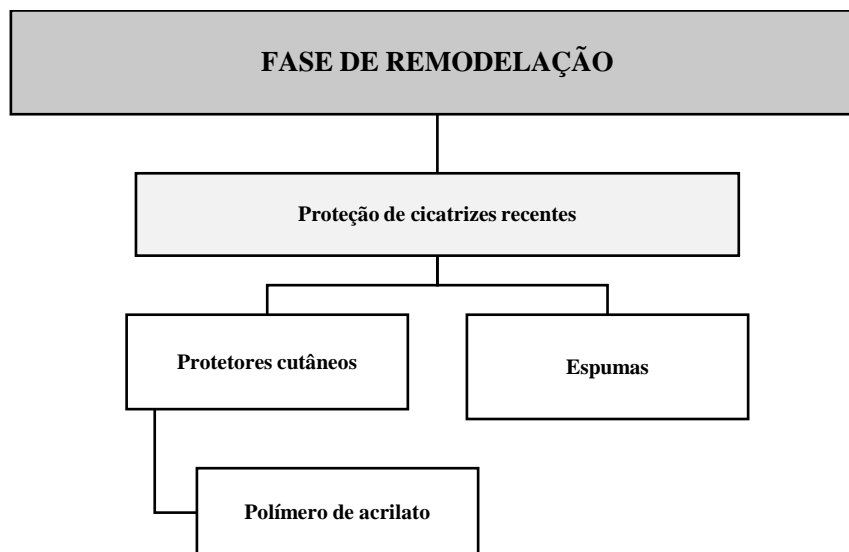 FASE DE REMODELAÇÃO
Proteção de cicatrizes recentes
Protetores cutâneos
Espumas
Polímero de acrilato